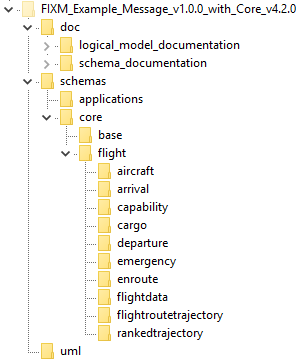 FIXM_Example_Message_v1.0.0_with_Core_v4.2.0
doc
logical_model_documentation
schema_documentation
schemas
applications
core
base
flight
aircraft
arrival
capability
cargo
departure
emergency
enroute
flightdata
flightroutetrajectory
rankedtrajectory
uml